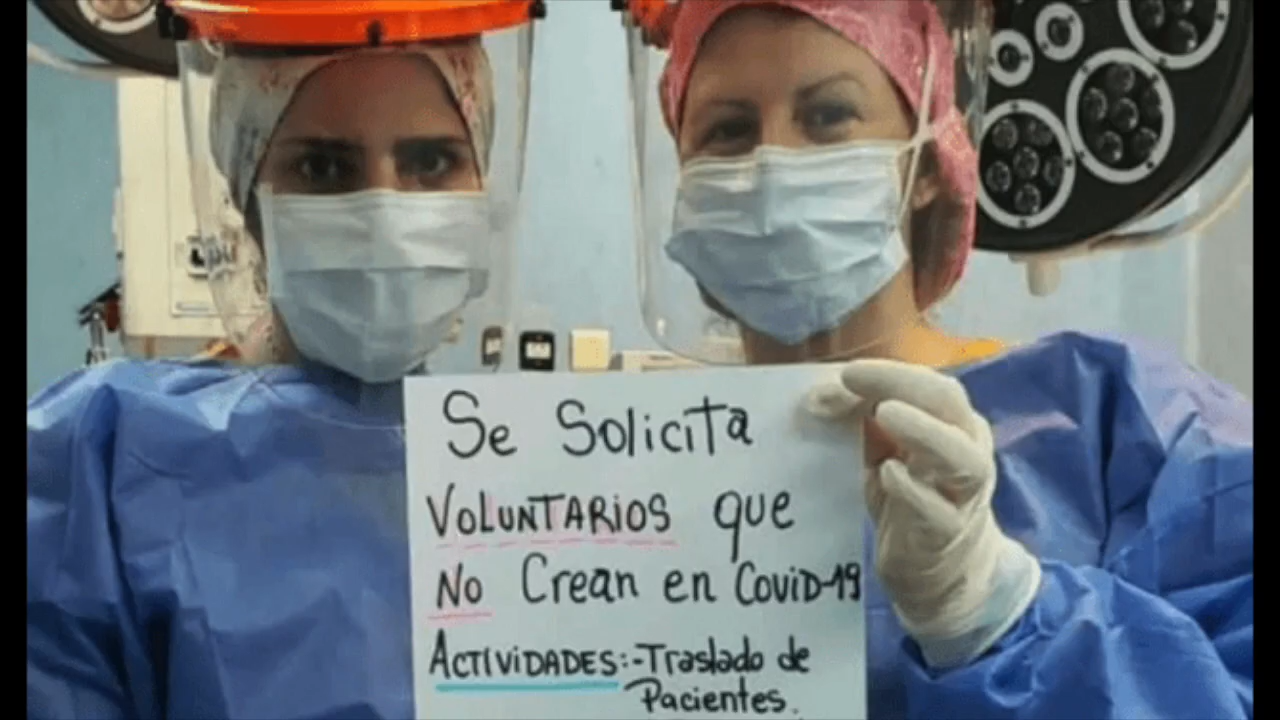 Se Solicita
VOLUNTARIOS que
No Crean en COVID-19
ACTIVIDADES:-Traslado de
Pacientes.